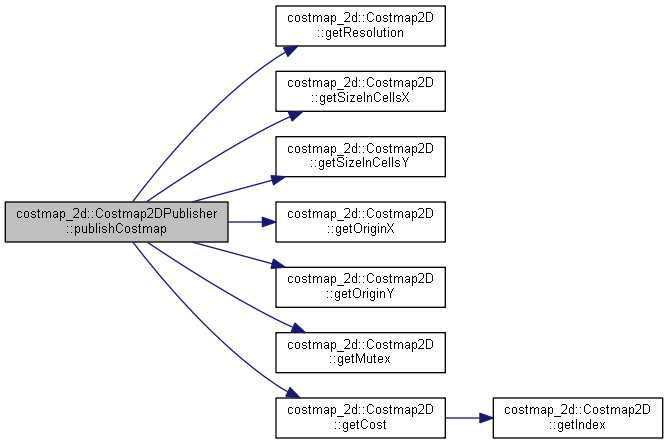 costmap_2d::Costmap2D
::getResolution
costmap_2d::Costmap2D
::getSizeInCellsX
costmap_2d::Costmap2D
::getSizeInCellsY
costmap_2d::Costmap2DPublisher
::publishCostmap
costmap_2d::Costmap2D
::getOriginX
costmap_2d::Costmap2D
::getOriginY
costmap_2d::Costmap2D
::getMutex
costmap_2d::Costmap2D
::getCost
costmap_2d::Costmap2D
::getIndex